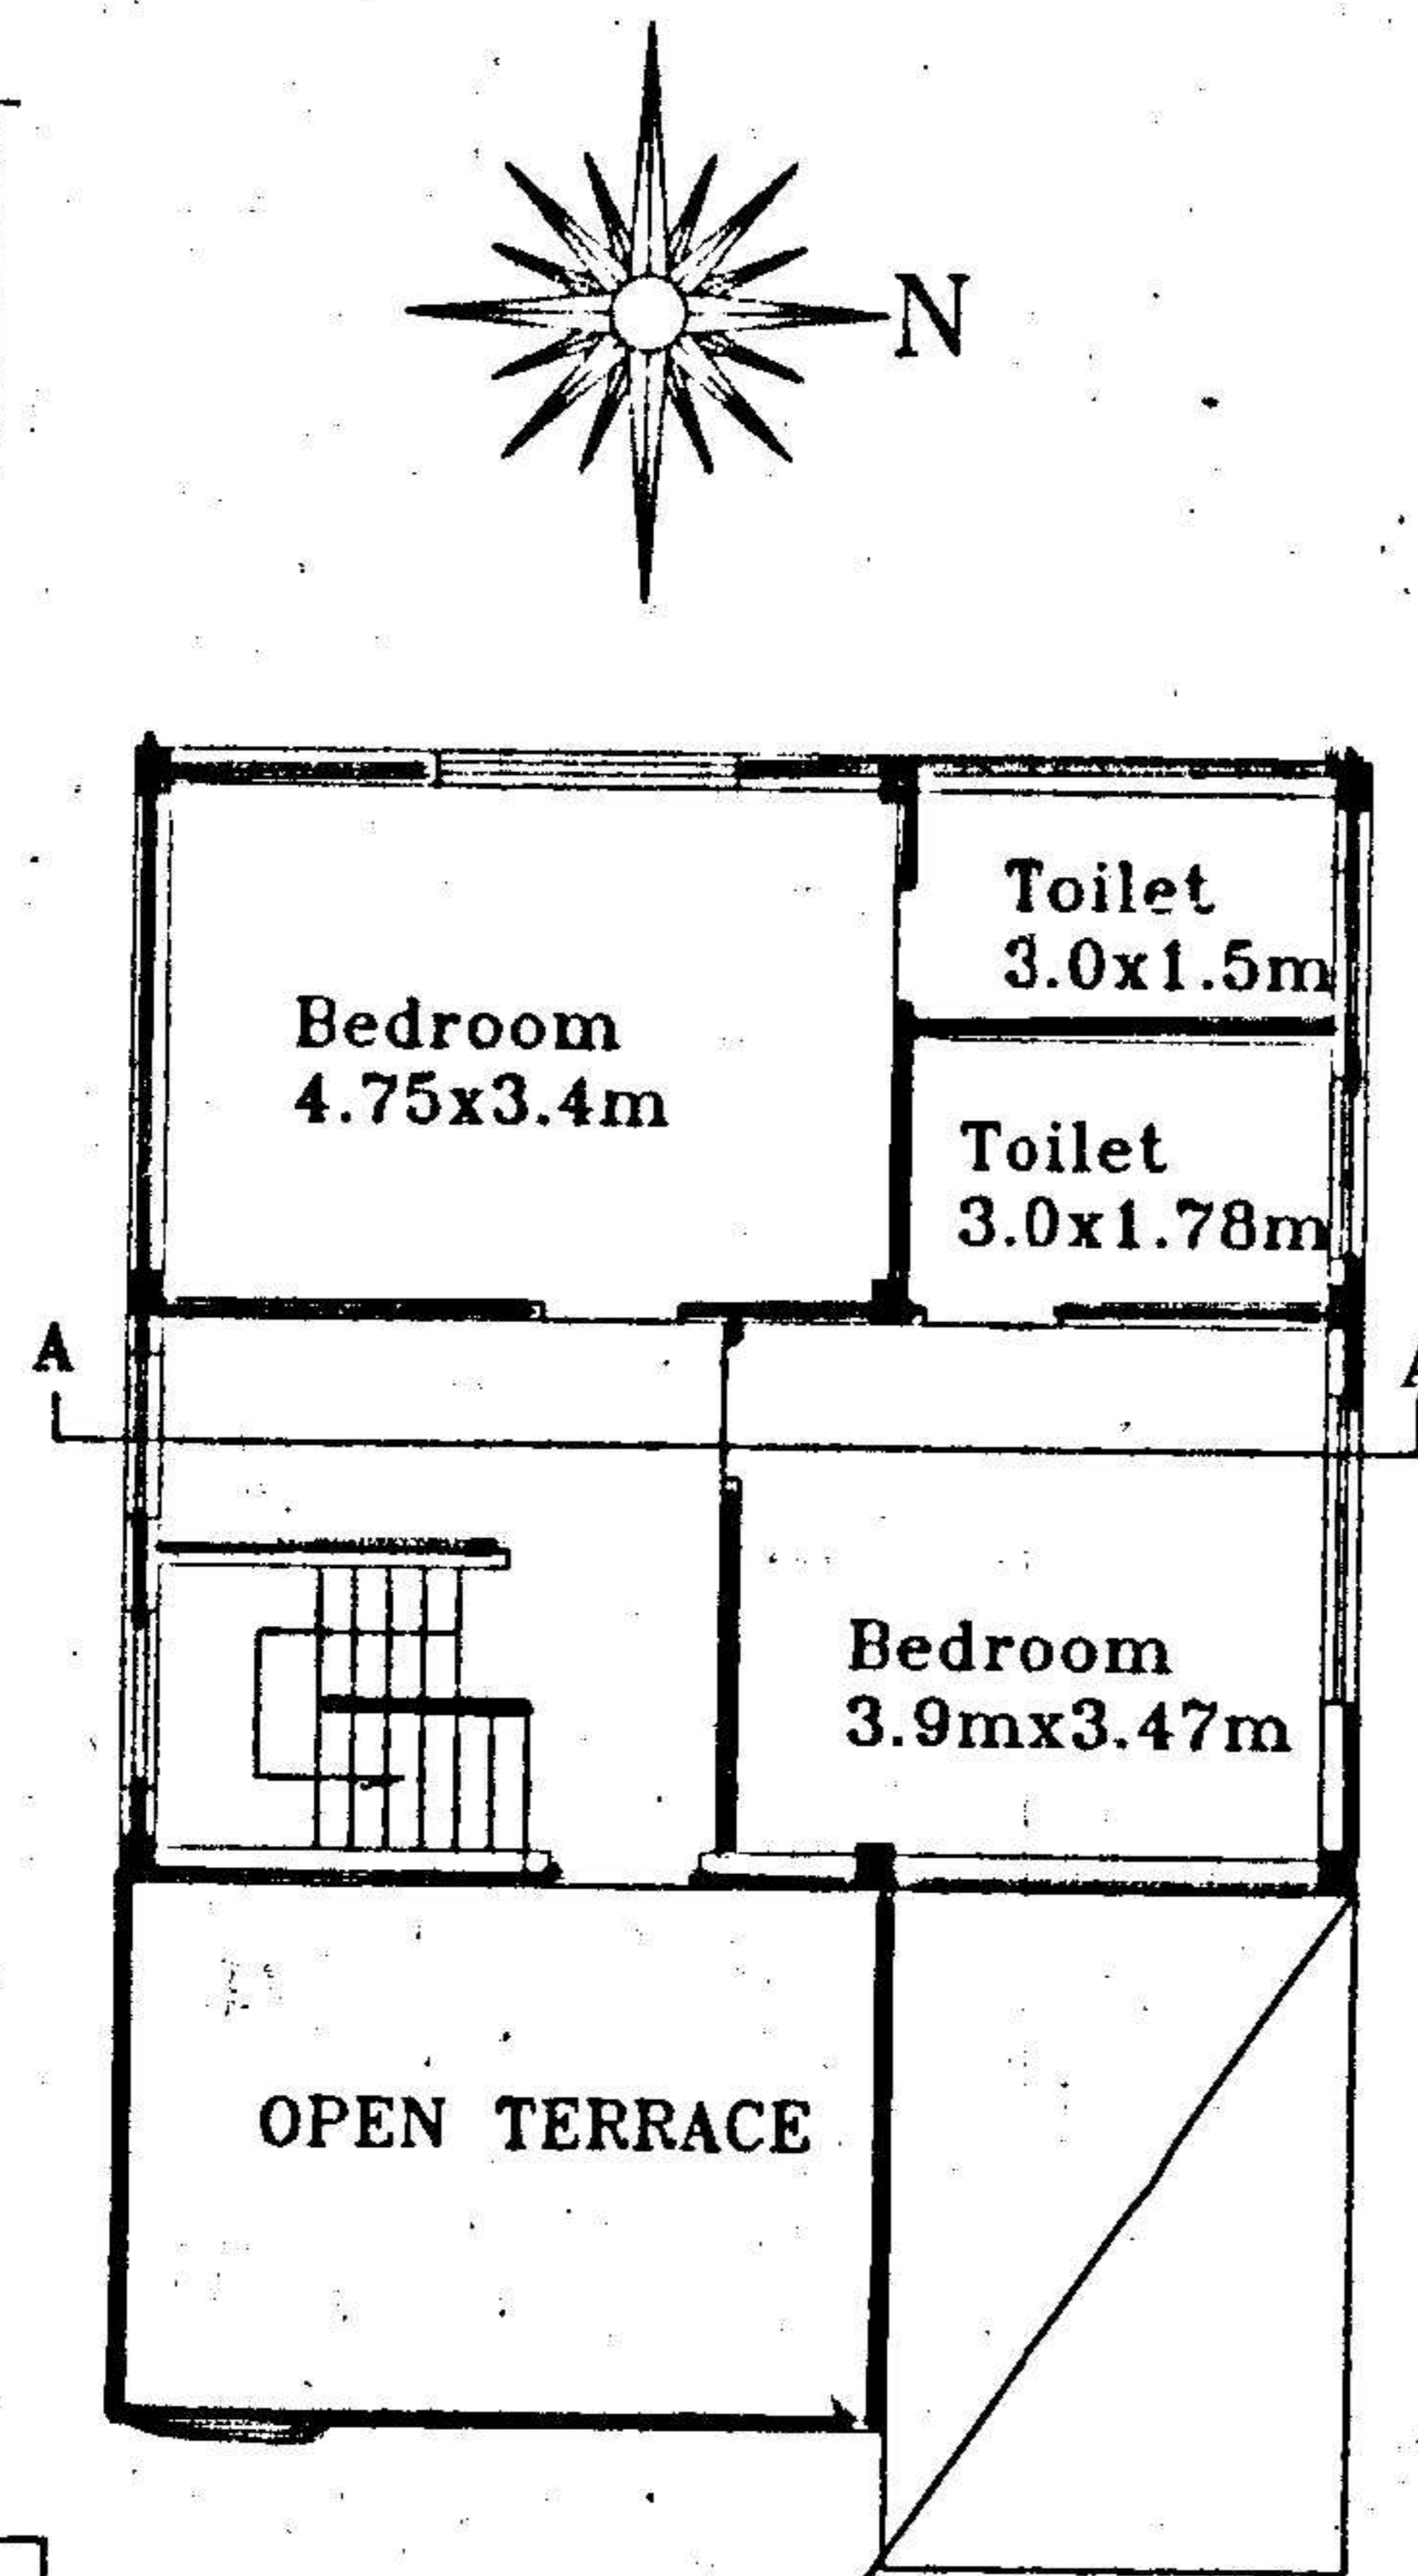 N
Toilet
3.0x1.5m
Bedroom
4.75x3.4m
Toilet
3.0x1.78m
A
A
Bedroom
3.9mx3.47m
OPEN TERRACE